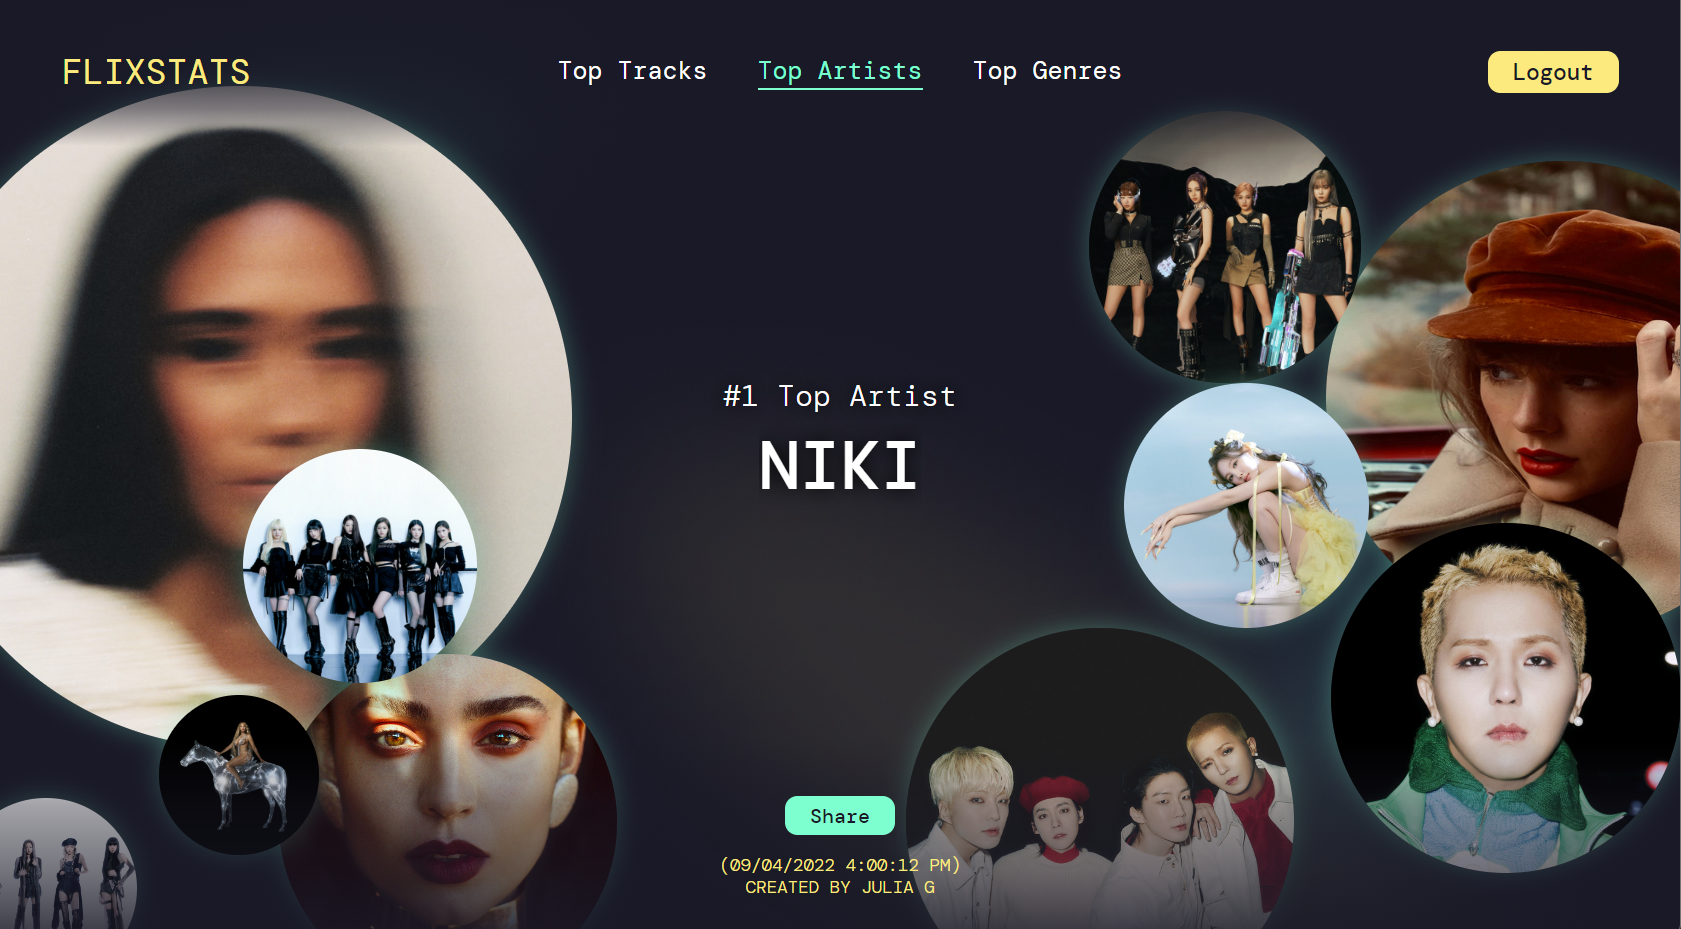 FLIXSTATS
Top Tracks
Top Artists
Top Genres
Logout
#1 Top Artist
NIKI
Share
(09/04/2022 4:00:12 PM)
CREATED BY JULIA G